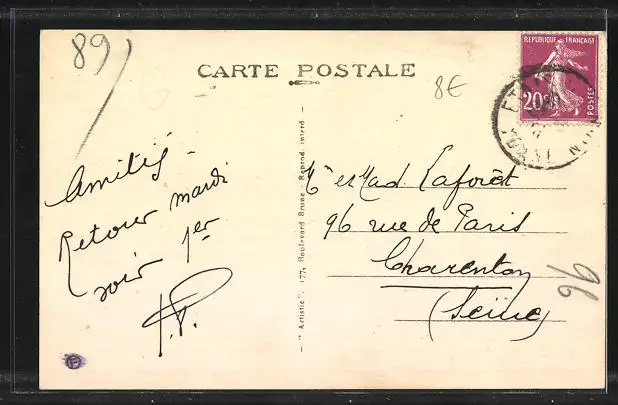 89
CARTE POSTALE
8€
REPUBLIQUE FRANÇAISE
20c
POSTES
Amitiés
Retour mardi
soir 1er
M et Mad. Laforêt
96 rue de Paris
Charenton
(Seine)
96
— "Artistic". 177, Boulevard Brune - Reprod. interd —